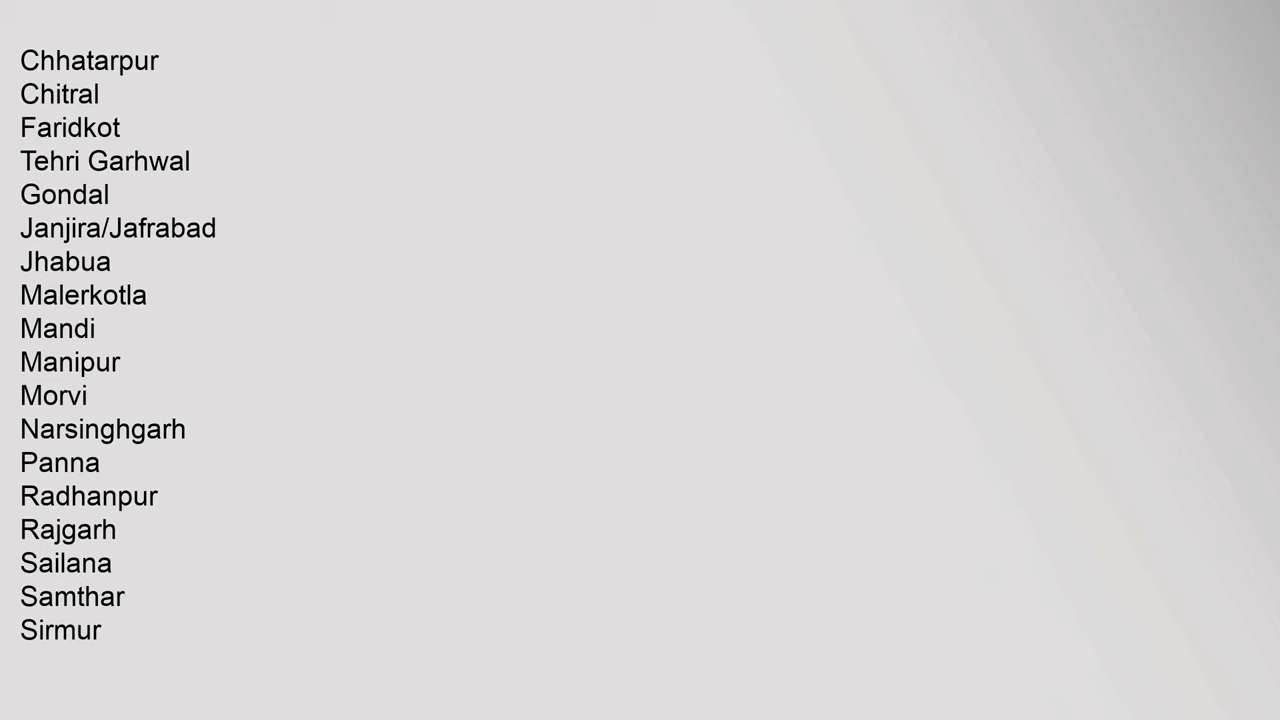 Chhatarpur
Chitral
Faridkot
Tehri Garhwal
Gondal
Janjira/Jafrabad
Jhabua
Malerkotla
Mandi
Manipur
Morvi
Narsinghgarh
Panna
Radhanpur
Rajgarh
Sailana
Samthar
Sirmur